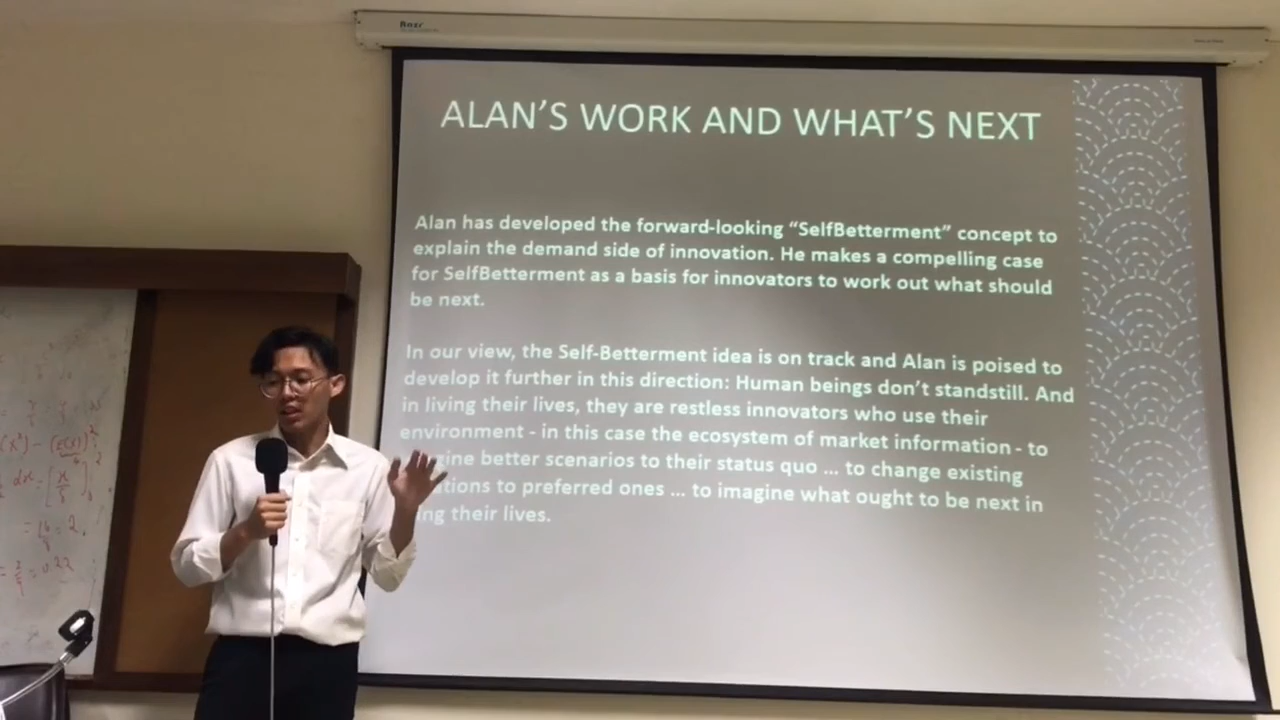 Anzr
ALAN'S WORK AND WHAT'S NEXT
Alan has developed the forward-looking “SelfBetterment” concept to
explain the demand side of innovation. He makes a compelling case
for SelfBetterment as a basis for innovators to work out what should
be next.
In our view, the Self-Betterment idea is on track and Alan is poised to
develop it further in this direction: Human beings don't standstill. And
in living their lives, they are restless innovators who use their
environment - in this case the ecosystem of market information - to
better scenarios to their status quo ... to change existing
to preferred ones ... to imagine what ought to be next in
their lives.